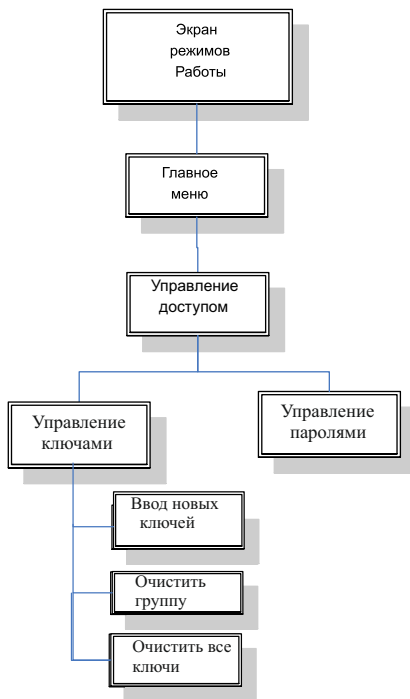 Экран
режимов
Работы
Главное
меню
Управление
доступом
Управление
ключами
Управление
паролями
Ввод новых
ключей
Очистить
группу
Очистить все
ключи